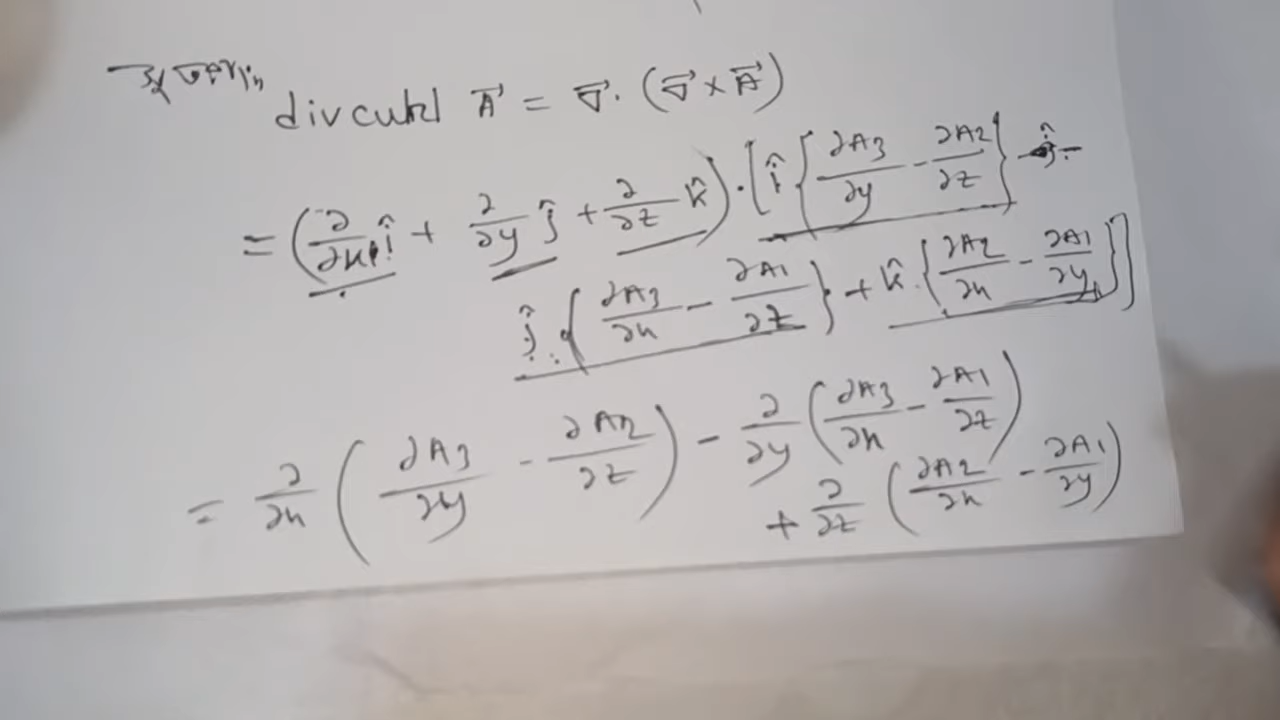 div curl A⃗ = ∇⃗ · (∇⃗ × A⃗)
= (∂/∂x î + ∂/∂y ĵ + ∂/∂z k̂) · [î {∂A3/∂y - ∂A2/∂z} -
ĵ {∂A3/∂x - ∂A1/∂z} + k̂ {∂A2/∂x - ∂A1/∂y}]
= ∂/∂x (∂A3/∂y - ∂A2/∂z) - ∂/∂y (∂A3/∂x - ∂A1/∂z)
+ ∂/∂z (∂A2/∂x - ∂A1/∂y)